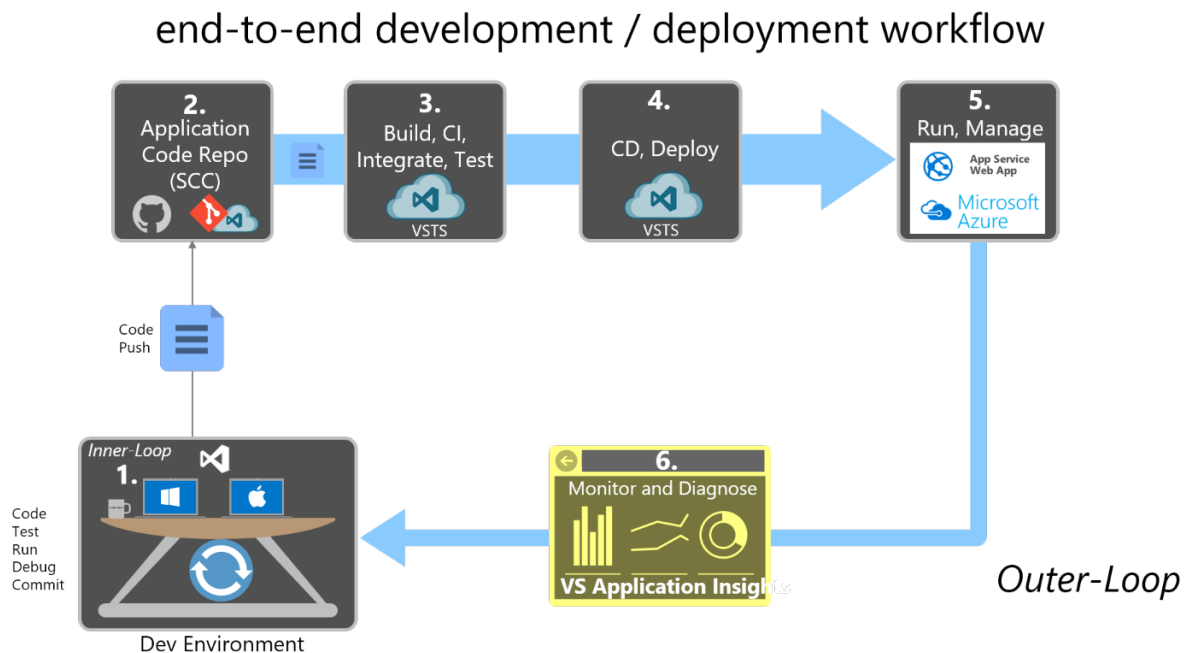 end-to-end development / deployment workflow
2.
Application
Code Repo
(SCC)
3.
Build, CI,
Integrate, Test
VSTS
4.
CD, Deploy
VSTS
5.
Run, Manage
App Service
Web App
Microsoft
Azure
Code
Push
Inner-Loop
1.
Code
Test
Run
Debug
Commit
Dev Environment
6.
Monitor and Diagnose
VS Application Insights
Outer-Loop